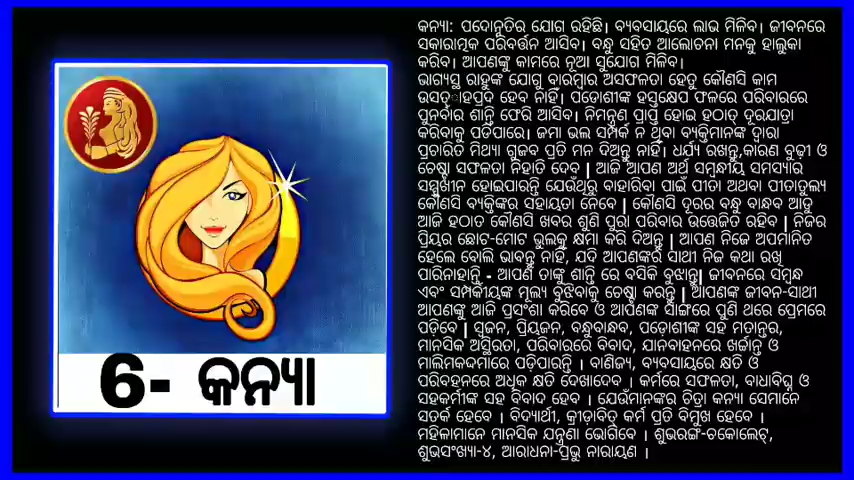 6- କନ୍ୟା
କନ୍ୟା: ପଦୋନ୍ନତିର ଯୋଗ ରହିଛି। ବ୍ୟବସାୟରେ ଲାଭ ମିଳିବ। ଜୀବନରେ
ସକାରାତ୍ମକ ପରିବର୍ତ୍ତନ ଆସିବ। ବନ୍ଧୁ ସହିତ ଆଲୋଚନା ମନକୁ ହାଲୁକା
କରିବ। ଆପଣଙ୍କୁ କାମରେ ନୂଆ ସୁଯୋଗ ମିଳିବ।
ଭାଗ୍ୟସ୍ଥ ରାହୁଙ୍କ ଯୋଗୁ ବାରମ୍ବାର ଅସଫଳତା ହେତୁ କୌଣସି କାମ
ଉସତ୍ାହପ୍ରଦ ହେବ ନାହିଁ। ପଡୋଶୀଙ୍କ ହସ୍ତକ୍ଷେପ ଫଳରେ ପରିବାରରେ
ପୁନର୍ବାର ଶାନ୍ତି ଫେରି ଆସିବ। ନିମନ୍ତ୍ରଣ ପ୍ରାପ୍ତ ହୋଇ ହଠାତ୍ ଦୂରଯାତ୍ରା
କରିବାକୁ ପଡିପାରେ। ଜମା ଭଲ ସମ୍ପର୍କ ନ ଥିବା ବ୍ୟକ୍ତିମାନଙ୍କ ଦ୍ୱାରା
ପ୍ରଚାରିତ ମିଥ୍ୟା ଗୁଜବ ପ୍ରତି ମନ ଦିଅନ୍ତୁ ନାହିଁ। ଧର୍ଯ୍ୟ ରଖନ୍ତୁ,କାରଣ ବୁଦ୍ଧୀ ଓ
ଚେଷ୍ଟା ସଫଳତା ନିହାତି ଦେବ | ଆଜି ଆପଣ ଅର୍ଥ ସମ୍ବନ୍ଧୀୟ ସମସ୍ୟାର
ସମ୍ମୁଖୀନ ହୋଇପାରନ୍ତି ଯେଉଁଥିରୁ ବାହାରିବା ପାଇଁ ପୀତା ଅଥବା ପୀତାତୁଲ୍ୟ
କୌଣସି ବ୍ୟକ୍ତିଙ୍କର ସହାୟତା ନେବେ | କୌଣସି ଦୂରର ବନ୍ଧୁ ବାନ୍ଧବ ଆଡୁ
ଆଜି ହଠାତ କୌଣସି ଖବର ଶୁଣି ପୁରା ପରିବାର ଉତ୍ତେଜିତ ରହିବ | ନିଜର
ପ୍ରିୟର ଛୋଟ-ମୋଟ ଭୁଲକୁ କ୍ଷମା କରି ଦିଅନ୍ତୁ | ଆପଣ ନିଜେ ଅପମାନିତ
ହେଲେ ବୋଲି ଭାବନ୍ତୁ ନାହିଁ, ଯଦି ଆପଣଙ୍କର ସାଥୀ ନିଜ କଥା ରଖି
ପାରିନାହାନ୍ତି - ଆପଣ ତାଙ୍କୁ ଶାନ୍ତି ରେ ବସିକି ବୁଝାନ୍ତୁ| ଜୀବନରେ ସମ୍ବନ୍ଧ
ଏବଂ ସମ୍ପର୍କୀୟଙ୍କ ମୂଲ୍ୟ ବୁଝିବାକୁ ଚେଷ୍ଟା କରନ୍ତୁ | ଆପଣଙ୍କ ଜୀବନ-ସାଥୀ
ଆପଣଙ୍କୁ ଆଜି ପ୍ରଶଂସା କରିବେ ଓ ଆପଣଙ୍କ ସାଙ୍ଗରେ ପୁଣି ଥରେ ପ୍ରେମରେ
ପଡ଼ିବେ | ସ୍ୱଜନ, ପ୍ରିୟଜନ, ବନ୍ଧୁବାନ୍ଧବ, ପଡ଼ୋଶୀଙ୍କ ସହ ମତାନ୍ତର,
ମାନସିକ ଅସ୍ଥିରତା, ପରିବାରରେ ବିବାଦ, ଯାନବାହନରେ ଖର୍ଚ୍ଚାନ୍ତ ଓ
ମାଲିମକଦ୍ଦମାରେ ପଡ଼ିପାରନ୍ତି । ବାଣିଜ୍ୟ, ବ୍ୟବସାୟରେ କ୍ଷତି ଓ
ପରିବହନରେ ଅଧିକ କ୍ଷତି ଦେଖାଦେବ । କର୍ମରେ ସଫଳତା, ବାଧାବିଘ୍ନ ଓ
ସହକର୍ମୀଙ୍କ ସହ ବିବାଦ ହେବ । ଯେଉଁମାନଙ୍କର ଚିତ୍ରା କନ୍ୟା ସେମାନେ
ସତର୍କ ହେବେ । ବିଦ୍ୟାର୍ଥୀ, କ୍ରୀଡ଼ାବିତ୍ କର୍ମ ପ୍ରତି ବିମୁଖ ହେବେ ।
ମହିଳାମାନେ ମାନସିକ ଯନ୍ତ୍ରଣା ଭୋଗିବେ । ଶୁଭରଙ୍ଗ-ଚକୋଲେଟ୍,
ଶୁଭସଂଖ୍ୟା-୪, ଆରାଧନା-ପ୍ରଭୁ ନାରାୟଣ ।